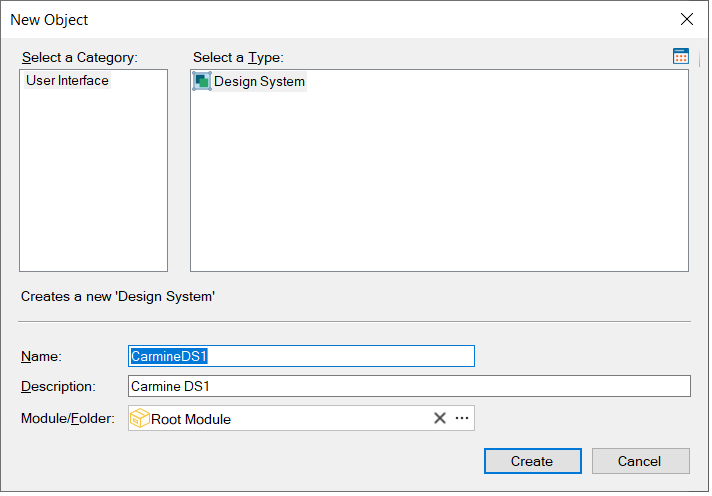 New Object
Select a Category:
Select a Type:
User Interface
Design System
Creates a new 'Design System'
Name:
CarmineDS1
Description:
Carmine DS1
Module/Folder:
Root Module
Create
Cancel